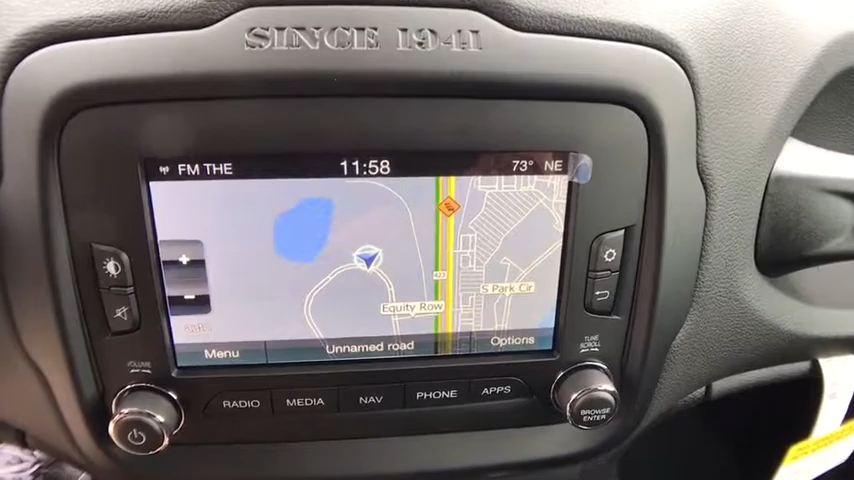 SINCE 1941
FM THE
11:58
73° NE
423
S Park Cir
Equity Row
Menu
Unnamed road
Options
VOLUME
TUNE
SCROLL
RADIO
MEDIA
NAV
PHONE
APPS
BROWSE
ENTER